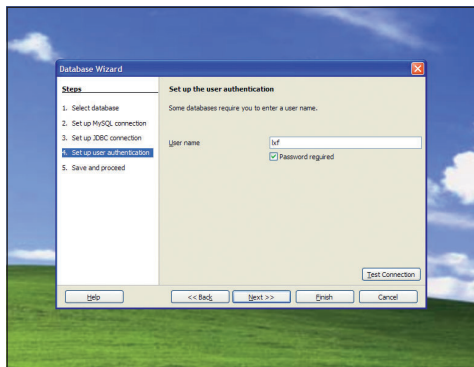 Database Wizard
Steps
1. Select database
2. Set up MySQL connection
3. Set up JDBC connection
4. Set up user authentication
5. Save and proceed
Set up the user authentication
Some databases require you to enter a user name.
User name
lxf
Password required
Test Connection
Help
<< Back
Next >>
Finish
Cancel